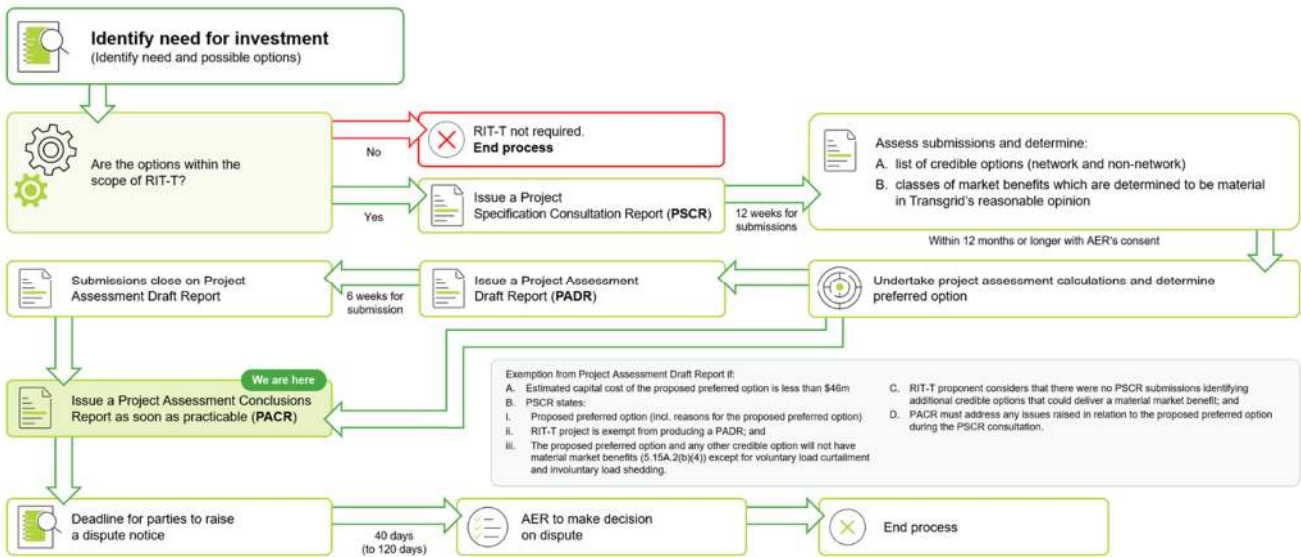 Identify need for investment
(Identify need and possible options)
Are the options within the
scope of RIT-T?
No
RIT-T not required.
End process
Yes
Issue a Project
Specification Consultation Report (PSCR)
12 weeks for
submissions
Assess submissions and determine:
A. list of credible options (network and non-network)
B. classes of market benefits which are determined to be material
in Transgrid's reasonable opinion
Within 12 months or longer with AER's consent
Undertake project assessment calculations and determine
preferred option
Issue a Project Assessment
Draft Report (PADR)
6 weeks for
submission
Submissions close on Project
Assessment Draft Report
We are here
Issue a Project Assessment Conclusions
Report as soon as practicable (PACR)
Exemption from Project Assessment Draft Report if:
A. Estimated capital cost of the proposed preferred option is less than $46m
B. PSCR states:
i. Proposed preferred option (incl. reasons for the proposed preferred option)
ii. RIT-T project is exempt from producing a PADR; and
iii. The proposed preferred option and any other credible option will not have
material market benefits (5.15A.2(b)(4)) except for voluntary load curtailment
and involuntary load shedding.
C. RIT-T proponent considers that there were no PSCR submissions identifying
additional credible options that could deliver a material market benefit; and
D. PACR must address any issues raised in relation to the proposed preferred option
during the PSCR consultation.
Deadline for parties to raise
a dispute notice
40 days
(to 120 days)
AER to make decision
on dispute
End process